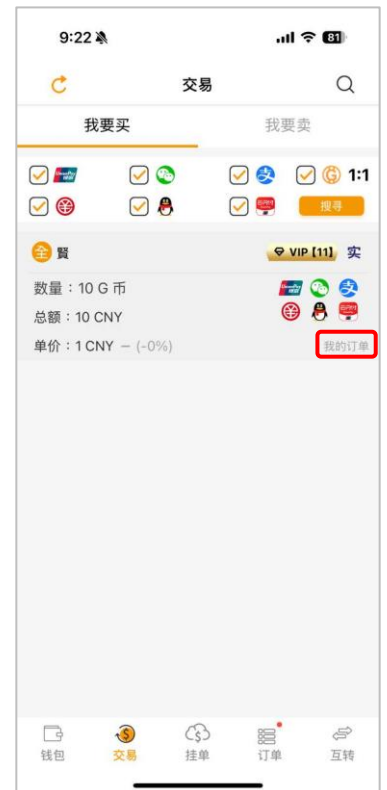 9:22
81
交易
我要买
我要卖
1:1
搜寻
全 賢
VIP【11】 实
数量：10 G 币
总额：10 CNY
单价：1 CNY – (-0%)
我的订单
钱包
交易
挂单
订单
互转